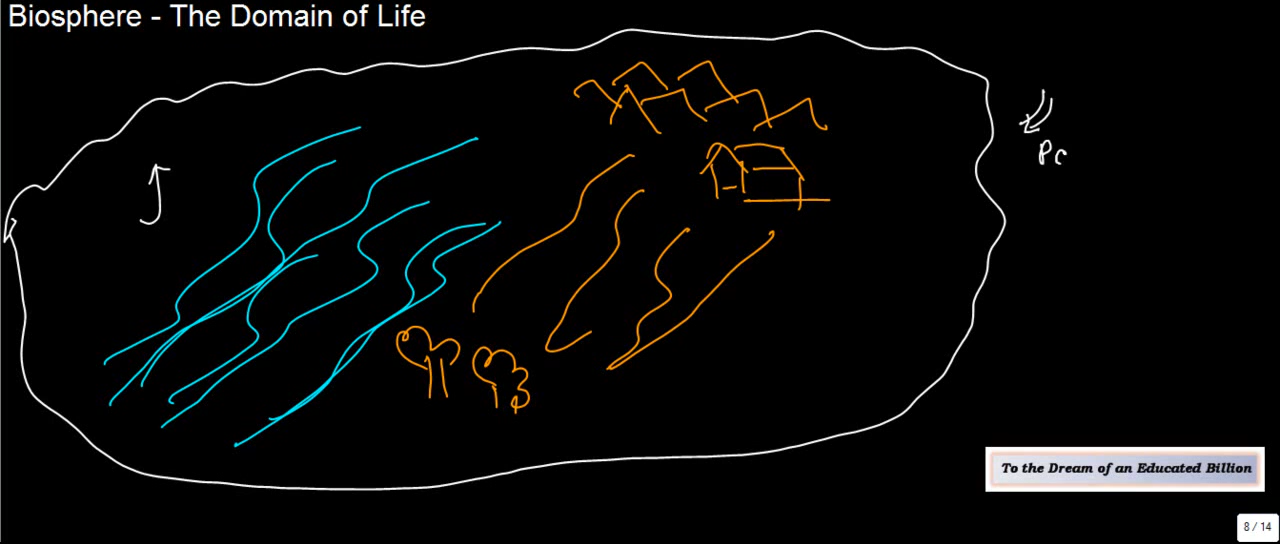 Biosphere - The Domain of Life
Pc
To the Dream of an Educated Billion
8 / 14